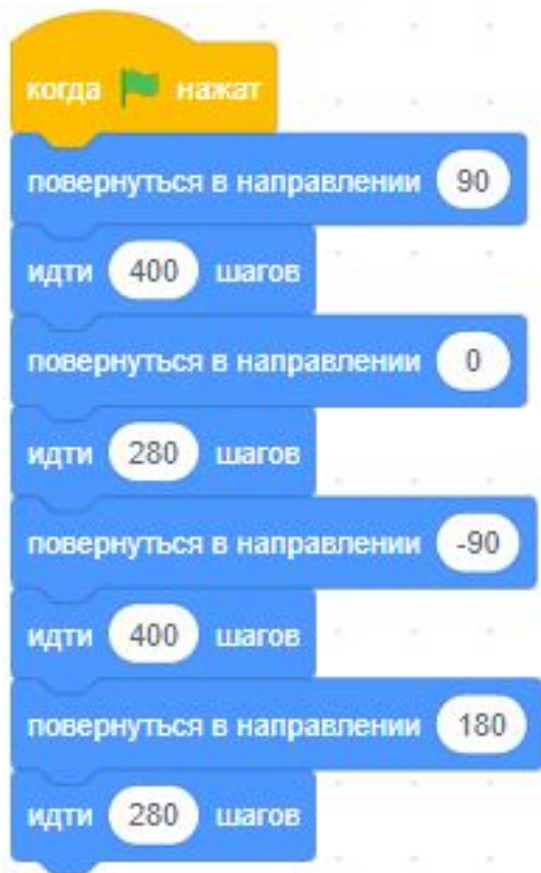 когда нажат
повернуться в направлении 90
идти 400 шагов
повернуться в направлении 0
идти 280 шагов
повернуться в направлении -90
идти 400 шагов
повернуться в направлении 180
идти 280 шагов